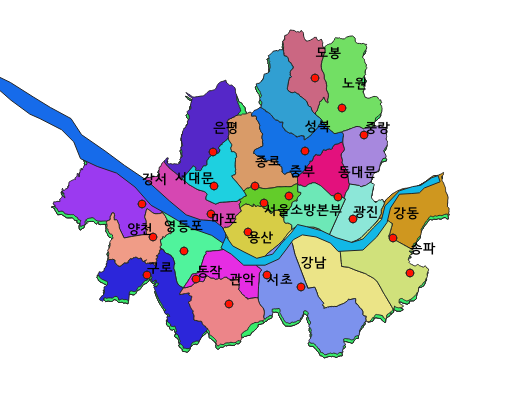 도봉
노원
은평
성북
중랑
종로
중부
동대문
강서
서대문
마포
서울소방본부
광진
강동
양천
영등포
용산
송파
구로
동작
관악
서초
강남